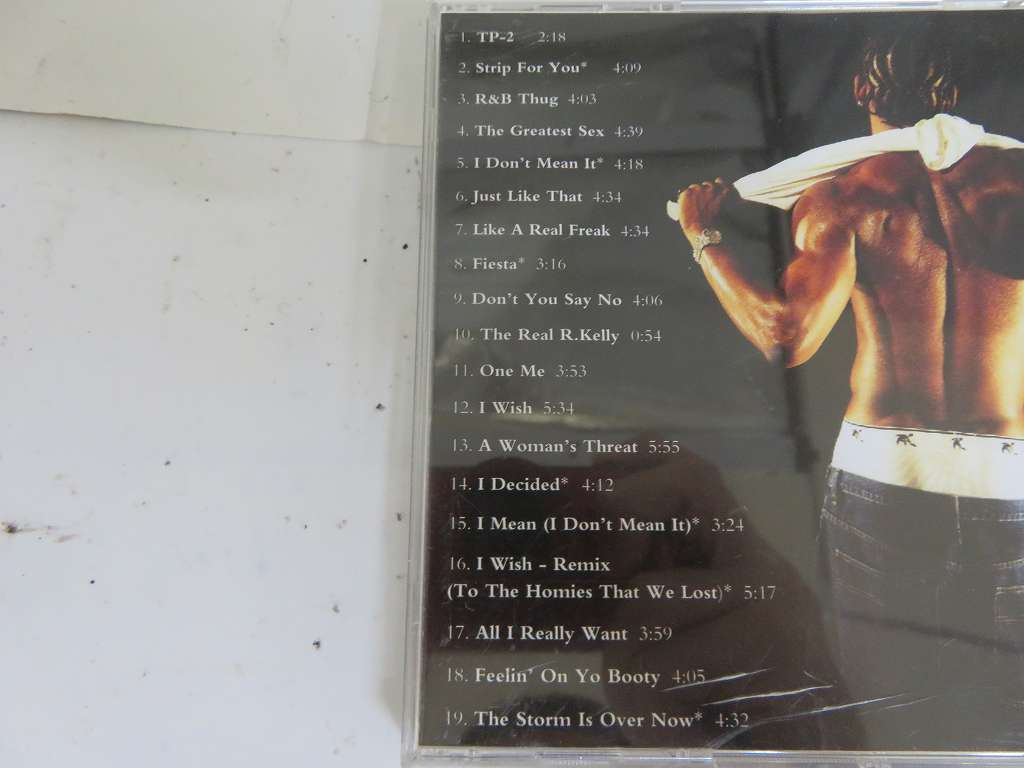 1. TP-2 2:18
2. Strip For You* 4:09
3. R&B Thug 4:03
4. The Greatest Sex 4:39
5. I Don't Mean It* 4:18
6. Just Like That 4:34
7. Like A Real Freak 4:34
8. Fiesta* 3:16
9. Don't You Say No 4:06
10. The Real R.Kelly 0:54
11. One Me 3:53
12. I Wish 5:34
13. A Woman's Threat 5:55
14. I Decided* 4:12
15. I Mean (I Don't Mean It)* 3:24
16. I Wish - Remix
(To The Homies That We Lost)* 5:17
17. All I Really Want 3:59
18. Feelin' On Yo Booty 4:05
19. The Storm Is Over Now* 4:32